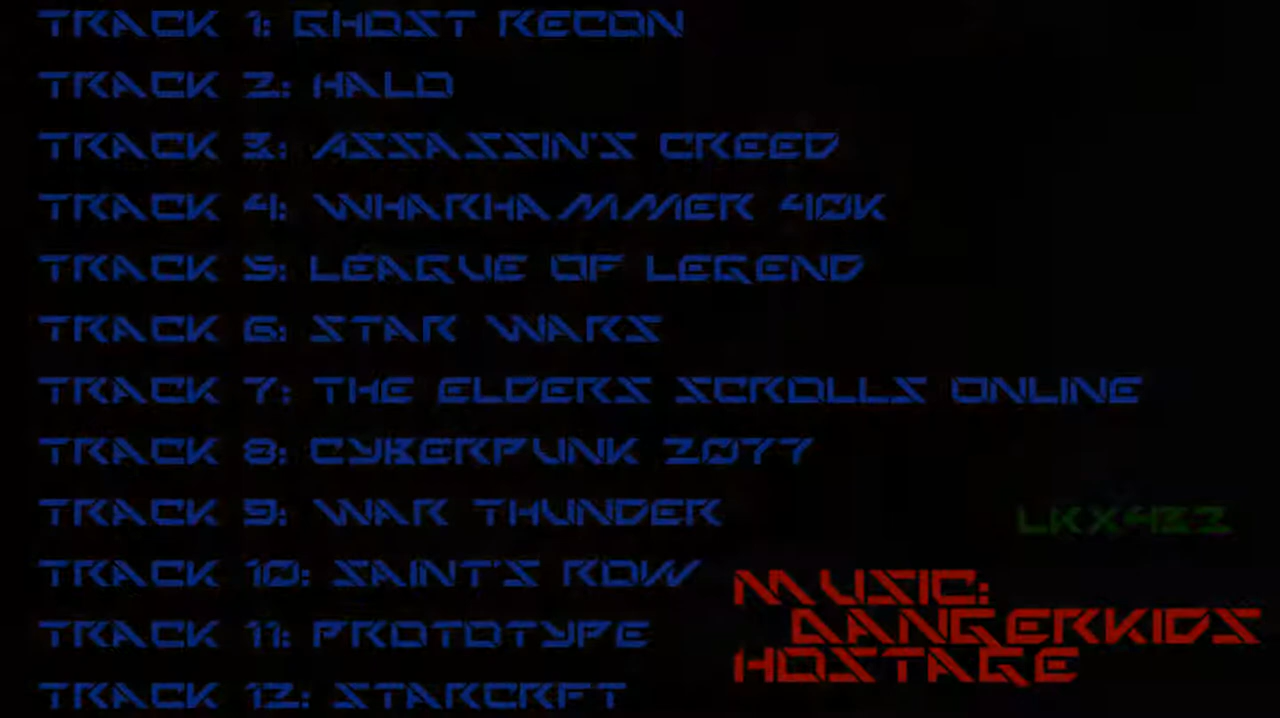 TRACK 1: GHOST RECON
TRACK 2: HALO
TRACK 3: ASSASSIN'S CREED
TRACK 4: WHARHAMMER 40K
TRACK 5: LEAGUE OF LEGEND
TRACK 6: STAR WARS
TRACK 7: THE ELDERS SCROLLS ONLINE
TRACK 8: CYBERPUNK 2077
TRACK 9: WAR THUNDER
TRACK 10: SAINT'S ROW
TRACK 11: PROTOTYPE
TRACK 12: STARCRFT
MUSIC:
DANGERKIDS
HOSTAGE